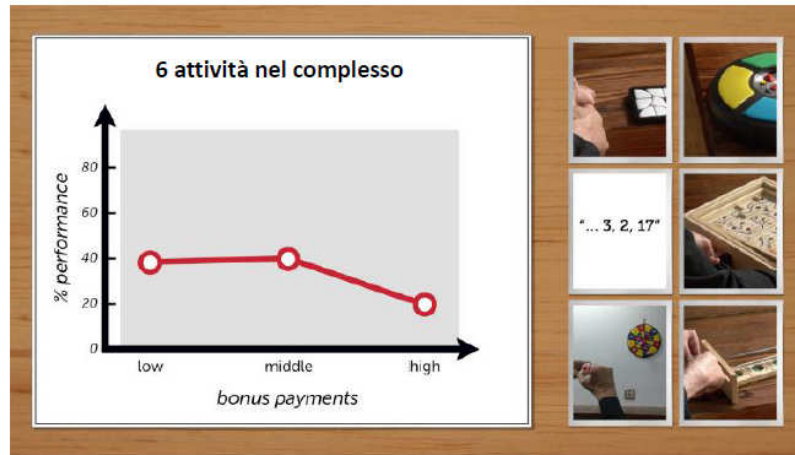 6 attività nel complesso
% performance
80
60
40
20
0
low middle high
bonus payments
"... 3, 2, 17"